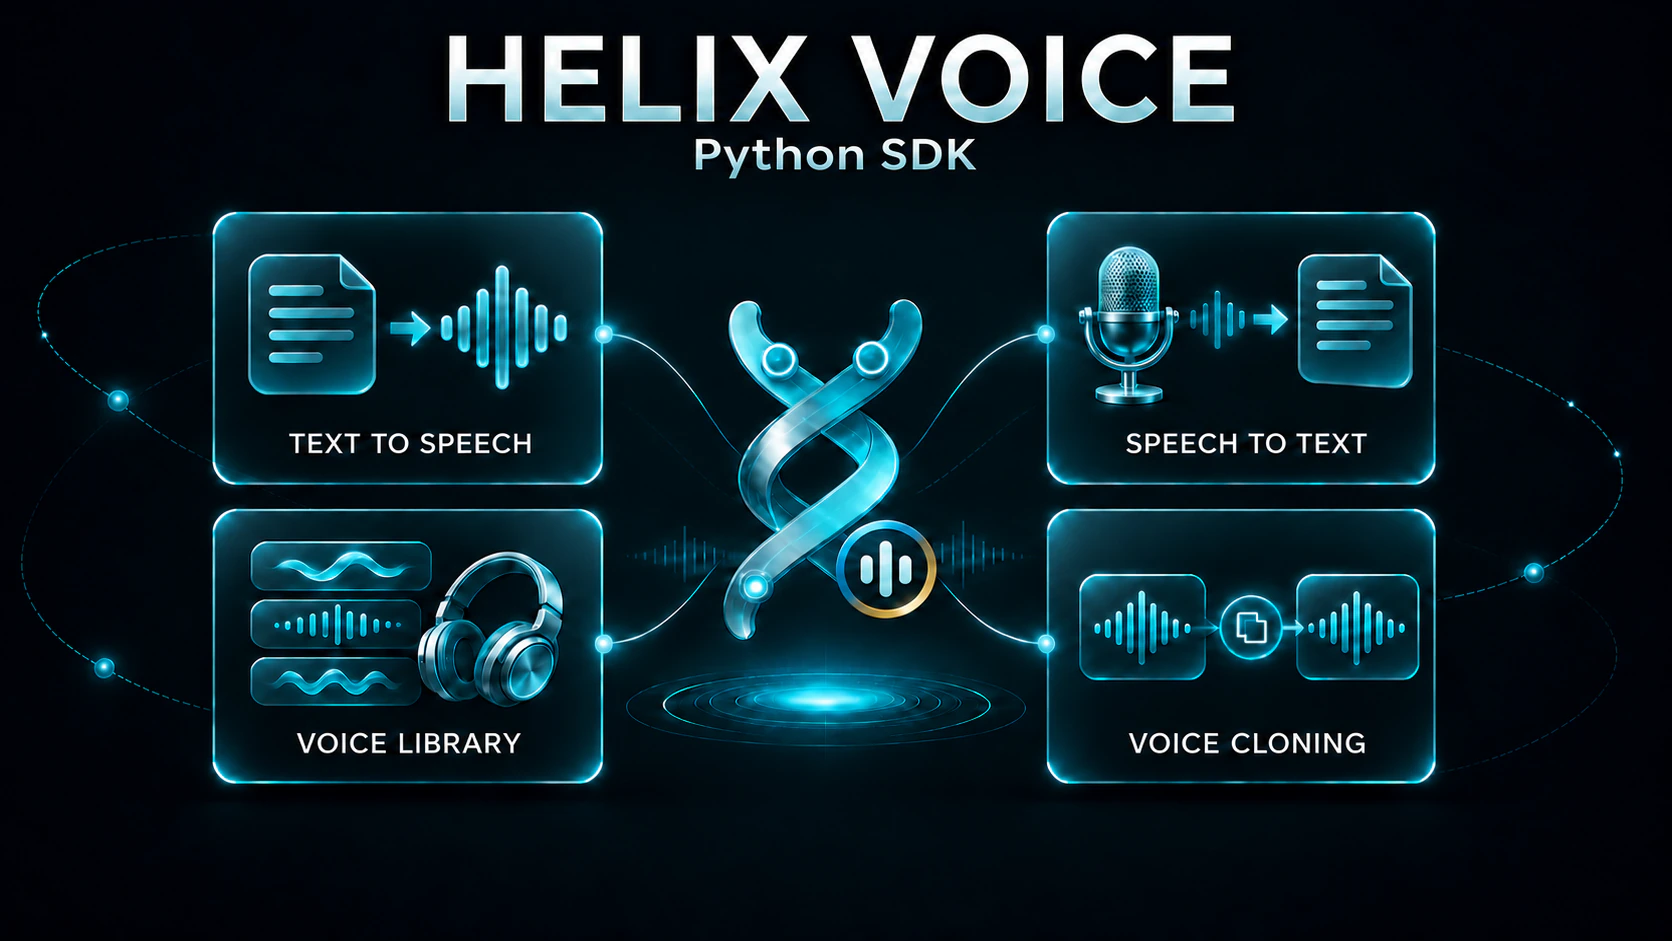 HELIX VOICE
Python SDK
TEXT TO SPEECH
SPEECH TO TEXT
VOICE LIBRARY
VOICE CLONING